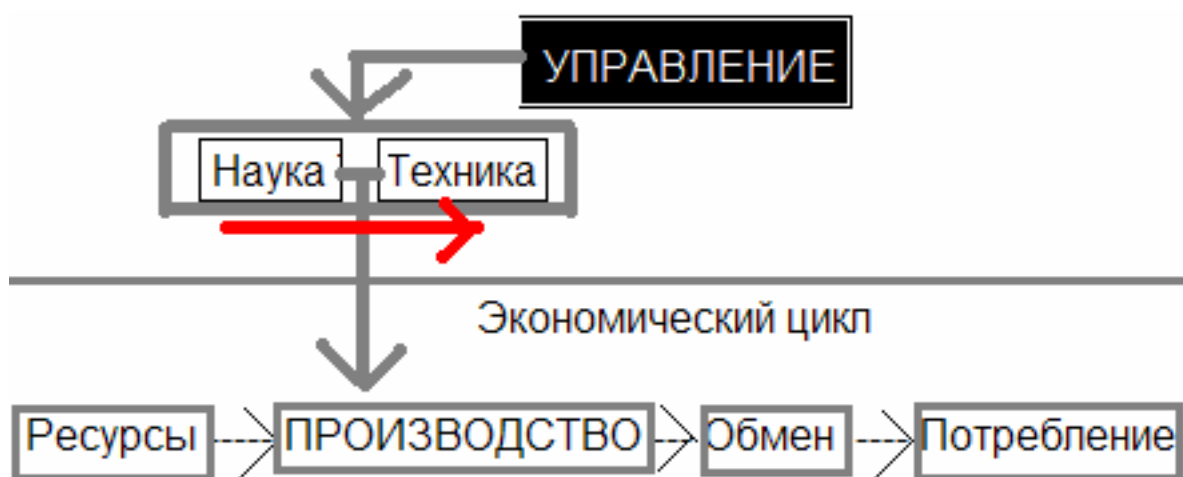 УПРАВЛЕНИЕ
Наука Техника
Экономический цикл
Ресурсы ПРОИЗВОДСТВО Обмен Потребление